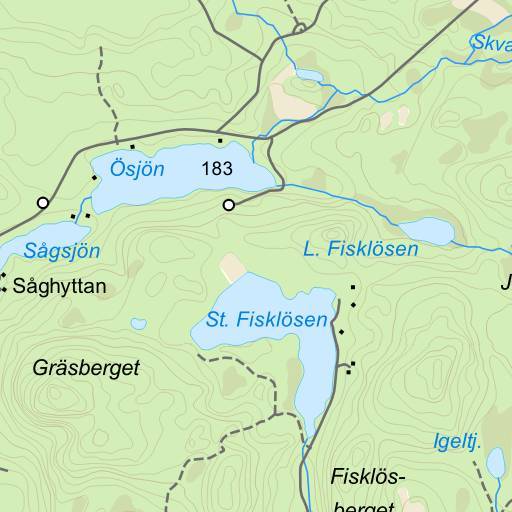 Skva
Ösjön
183
Sågsjön
L. Fisklösen
Såghyttan
J
St. Fisklösen
Gräsberget
Igeltj.
Fisklös-
berget